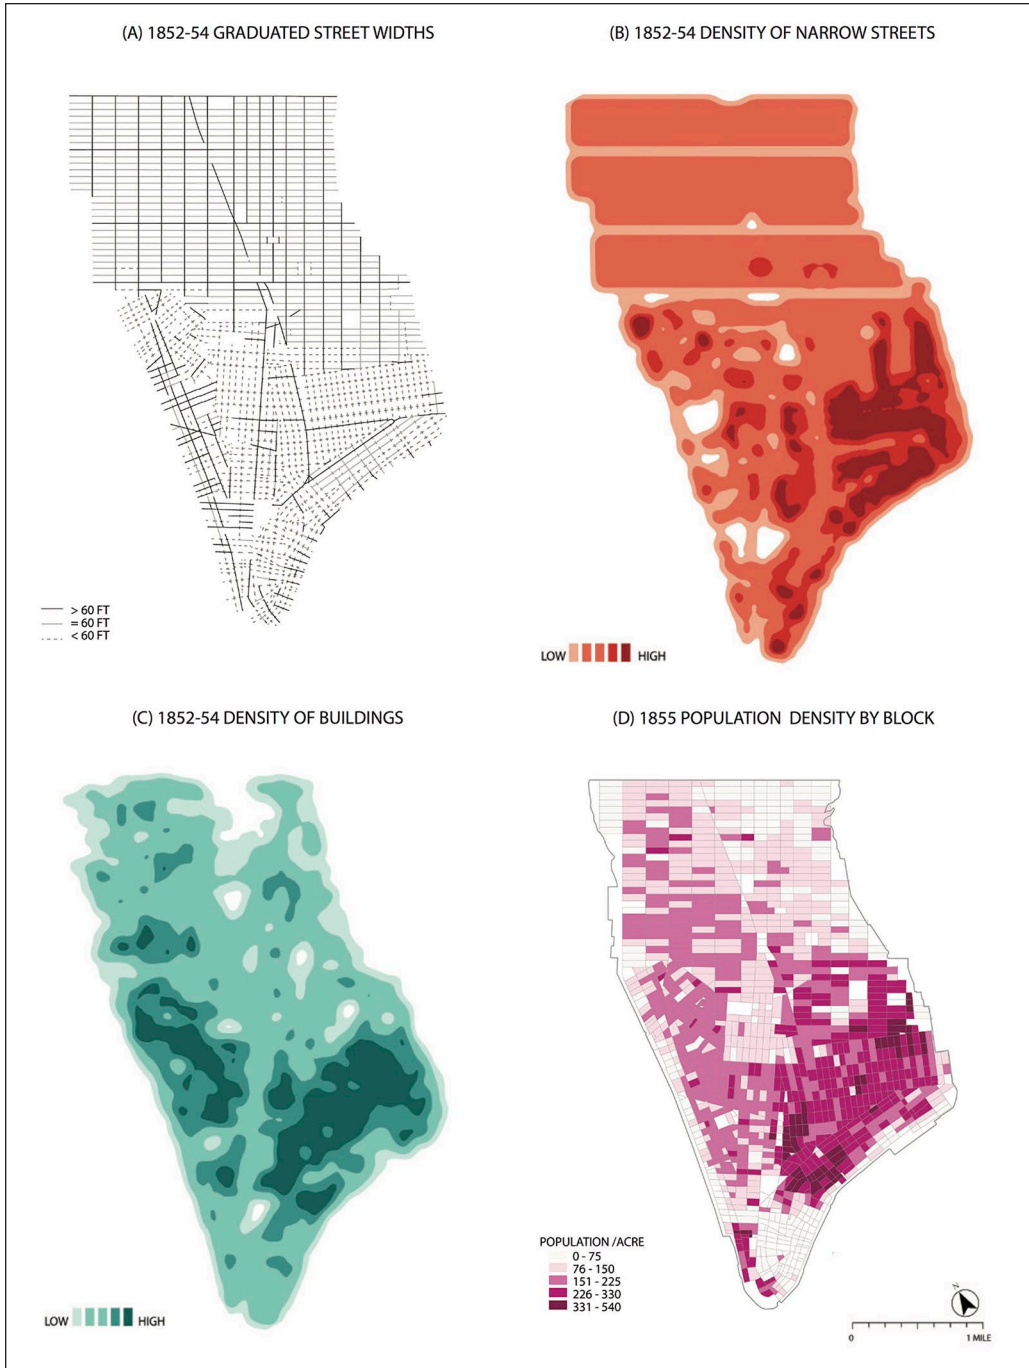 (A) 1852-54 GRADUATED STREET WIDTHS
(B) 1852-54 DENSITY OF NARROW STREETS
> 60 FT
= 60 FT
< 60 FT
LOW HIGH
(C) 1852-54 DENSITY OF BUILDINGS
(D) 1855 POPULATION DENSITY BY BLOCK
LOW HIGH
POPULATION /ACRE
0 - 75
76 - 150
151 - 225
226 - 330
331 - 540
N
0 1 MILE